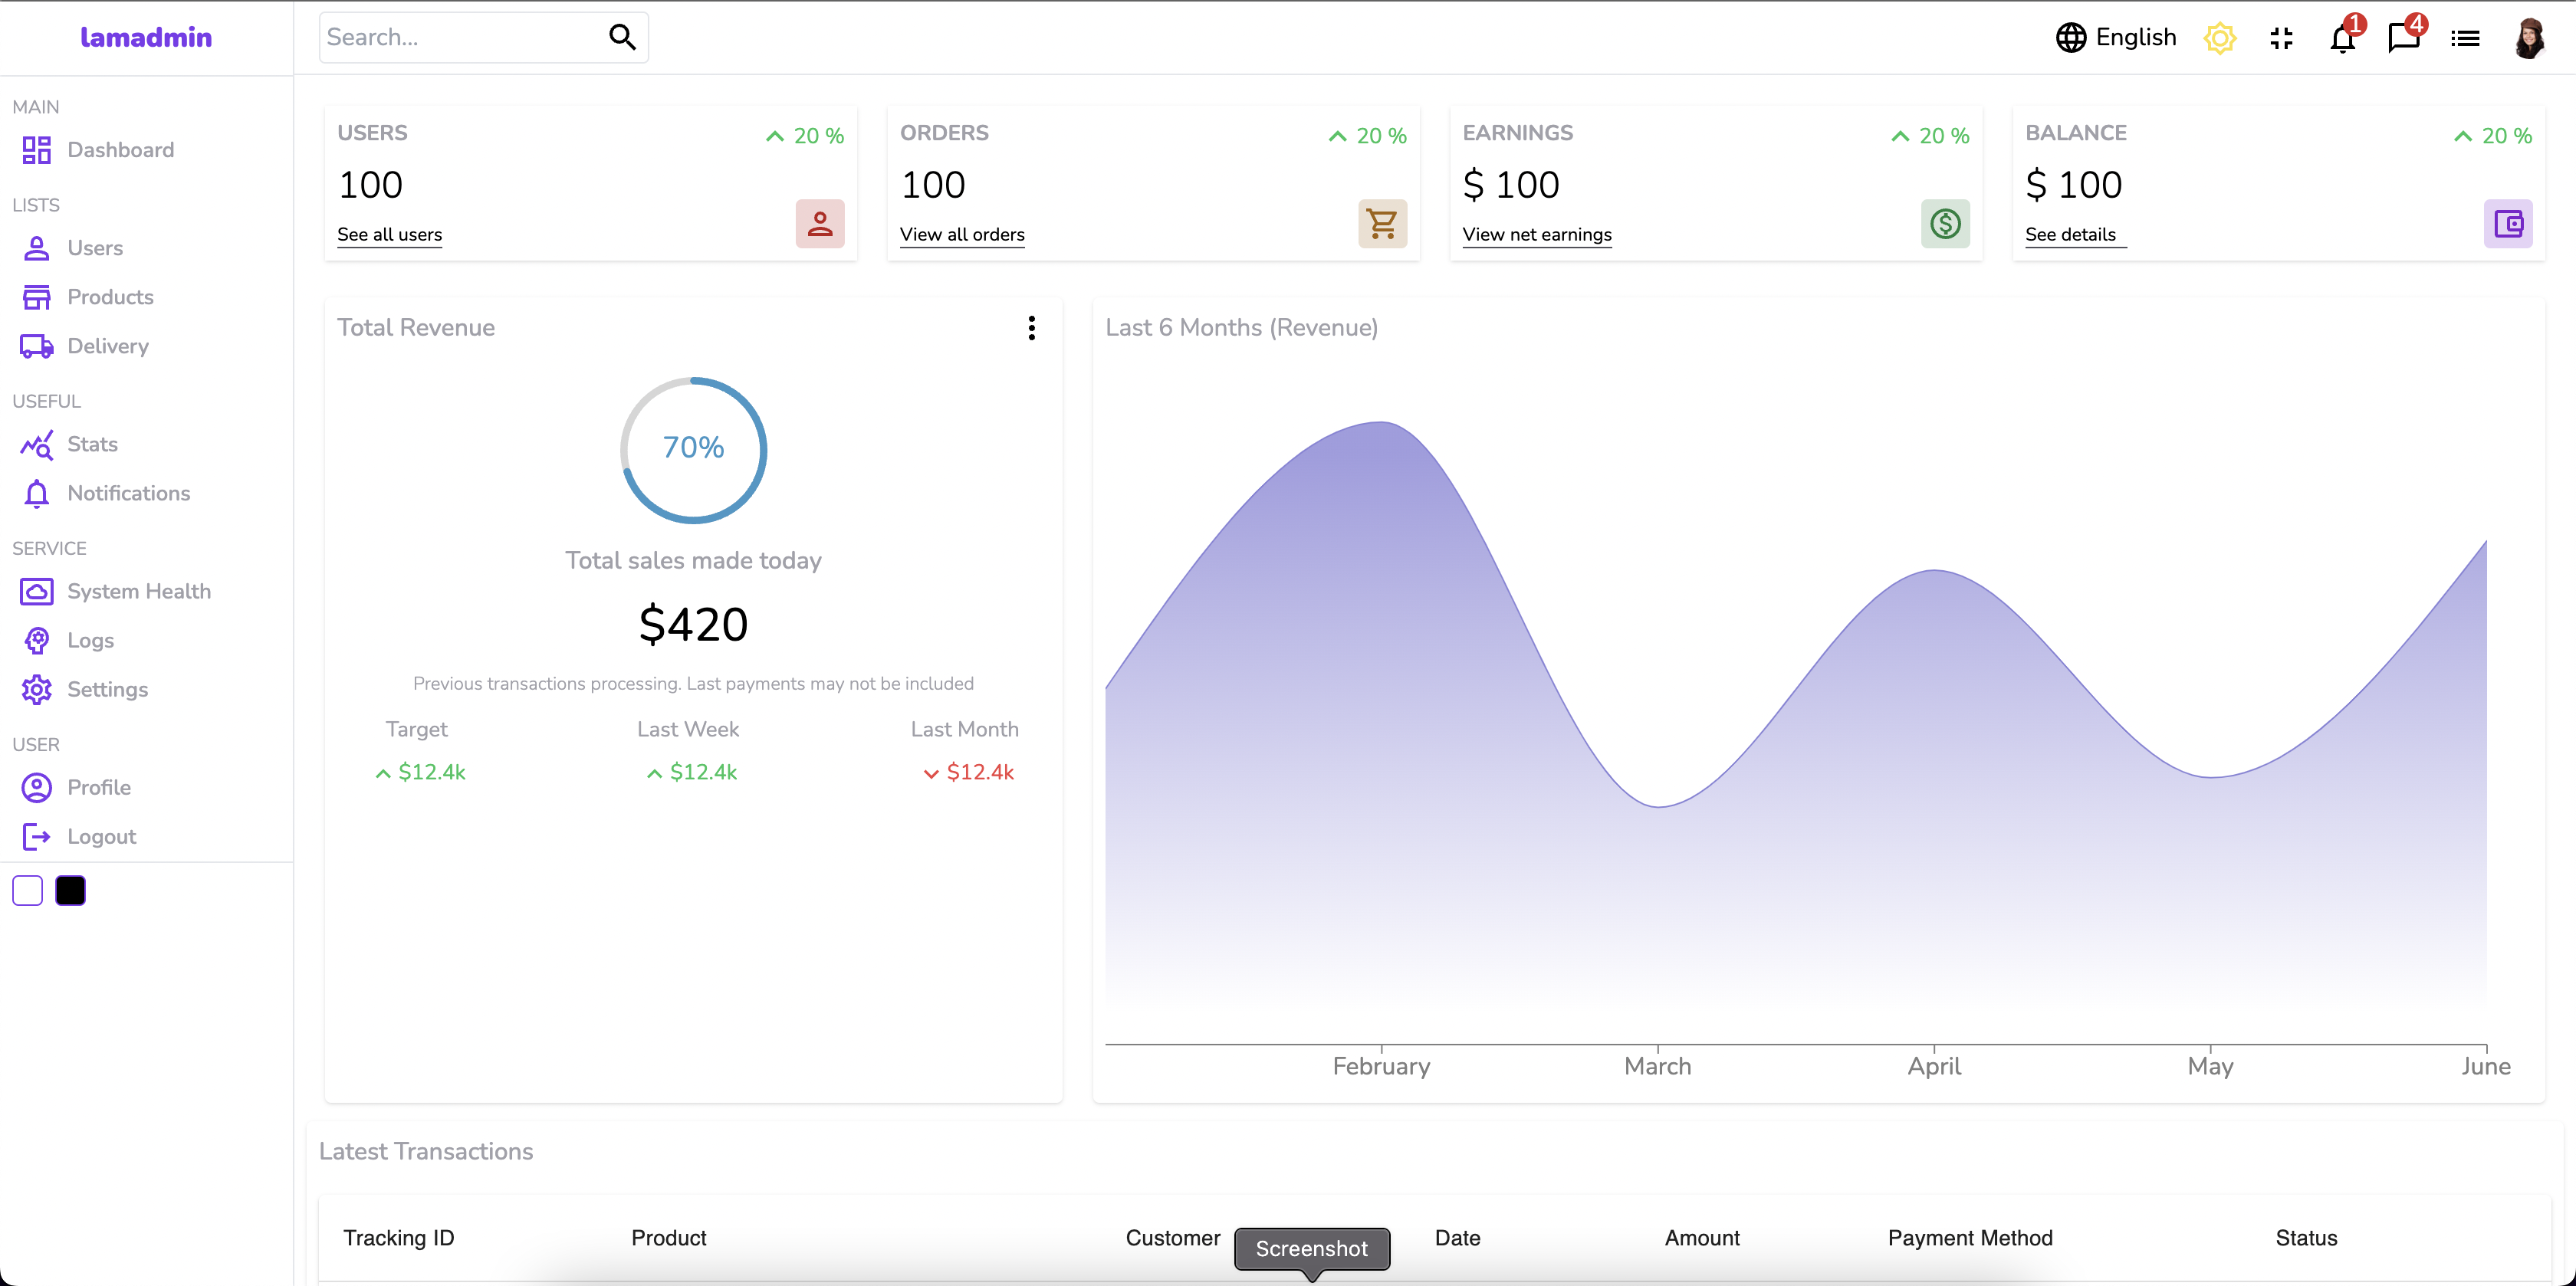 lamadmin
Search...
English
1
4
MAIN
Dashboard
LISTS
Users
Products
Delivery
USEFUL
Stats
Notifications
SERVICE
System Health
Logs
Settings
USER
Profile
Logout
USERS
20 %
100
See all users
ORDERS
20 %
100
View all orders
EARNINGS
20 %
$ 100
View net earnings
BALANCE
20 %
$ 100
See details
Total Revenue
70%
Total sales made today
$420
Previous transactions processing. Last payments may not be included
Target Last Week Last Month
$12.4k $12.4k $12.4k
Last 6 Months (Revenue)
February March April May June
Latest Transactions
Tracking ID Product Customer Date Amount Payment Method Status
Screenshot